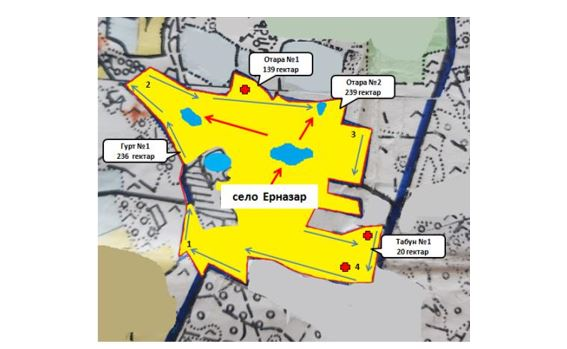 Отара №1
139 гектар
Отара №2
239 гектар
2
3
Гурт №1
236 гектар
село Ерназар
Табун №1
20 гектар
1
4